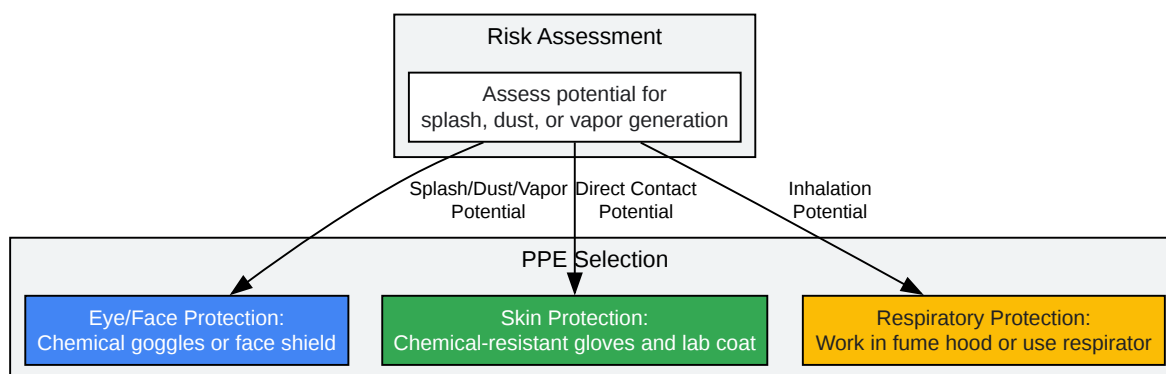 Risk Assessment
Assess potential for
splash, dust, or vapor generation
Splash/Dust/Vapor
Potential
Direct Contact
Potential
Inhalation
Potential
PPE Selection
Eye/Face Protection:
Chemical goggles or face shield
Skin Protection:
Chemical-resistant gloves and lab coat
Respiratory Protection:
Work in fume hood or use respirator